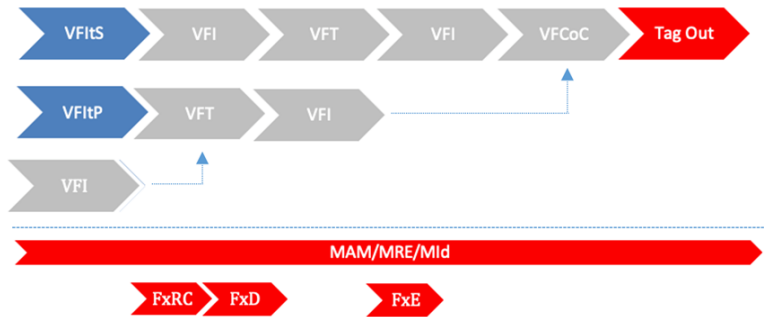 VFItS VFI VFT VFI VFCoC Tag Out
VFItP VFT VFI
VFI
MAM/MRE/MId
FxRC FxD FxE